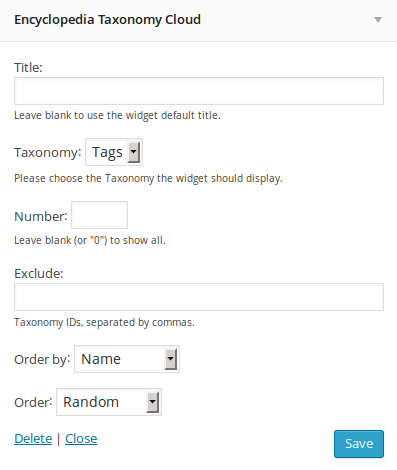 Encyclopedia Taxonomy Cloud
Title:
Leave blank to use the widget default title.
Taxonomy: Tags
Please choose the Taxonomy the widget should display.
Number:
Leave blank (or "0") to show all.
Exclude:
Taxonomy IDs, separated by commas.
Order by: Name
Order: Random
Delete | Close Save